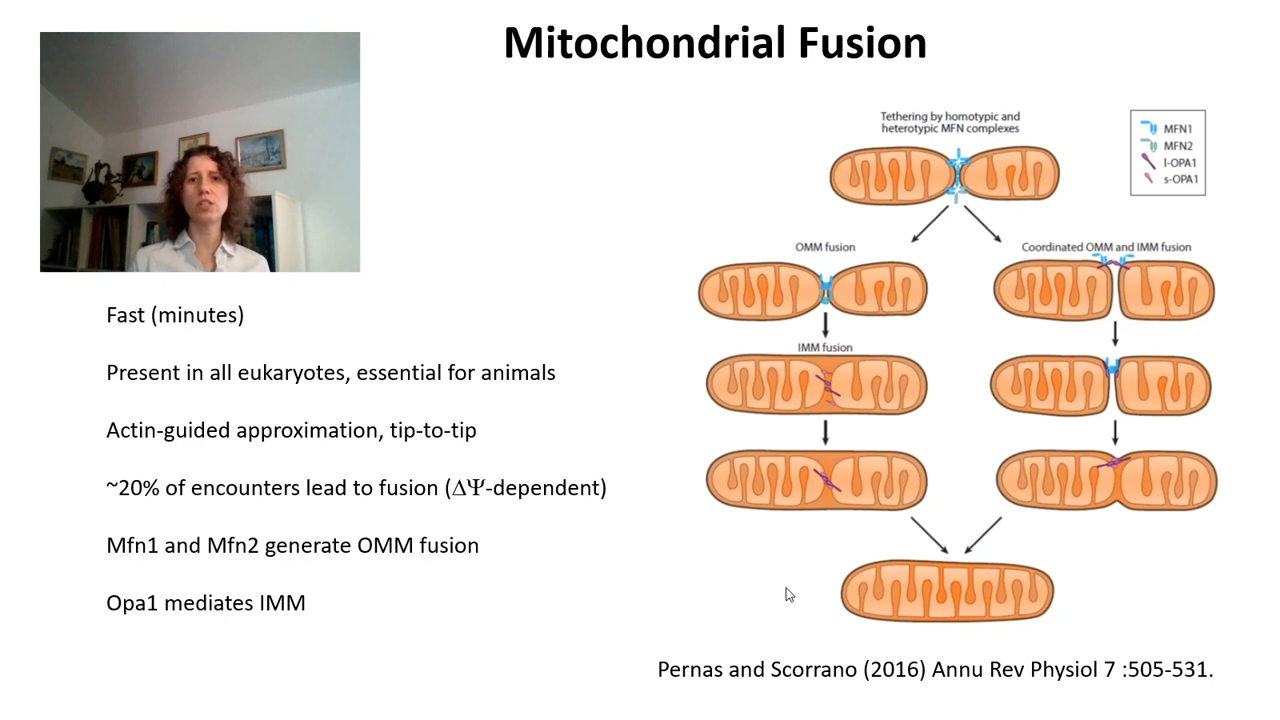 Mitochondrial Fusion
Fast (minutes)
Present in all eukaryotes, essential for animals
Actin-guided approximation, tip-to-tip
~20% of encounters lead to fusion (ΔΨ-dependent)
Mfn1 and Mfn2 generate OMM fusion
Opa1 mediates IMM
Tethering by homotypic and
heterotypic MFN complexes
MFN1
MFN2
l-OPA1
s-OPA1
OMM fusion
Coordinated OMM and IMM fusion
IMM fusion
Pernas and Scorrano (2016) Annu Rev Physiol 7 :505-531.